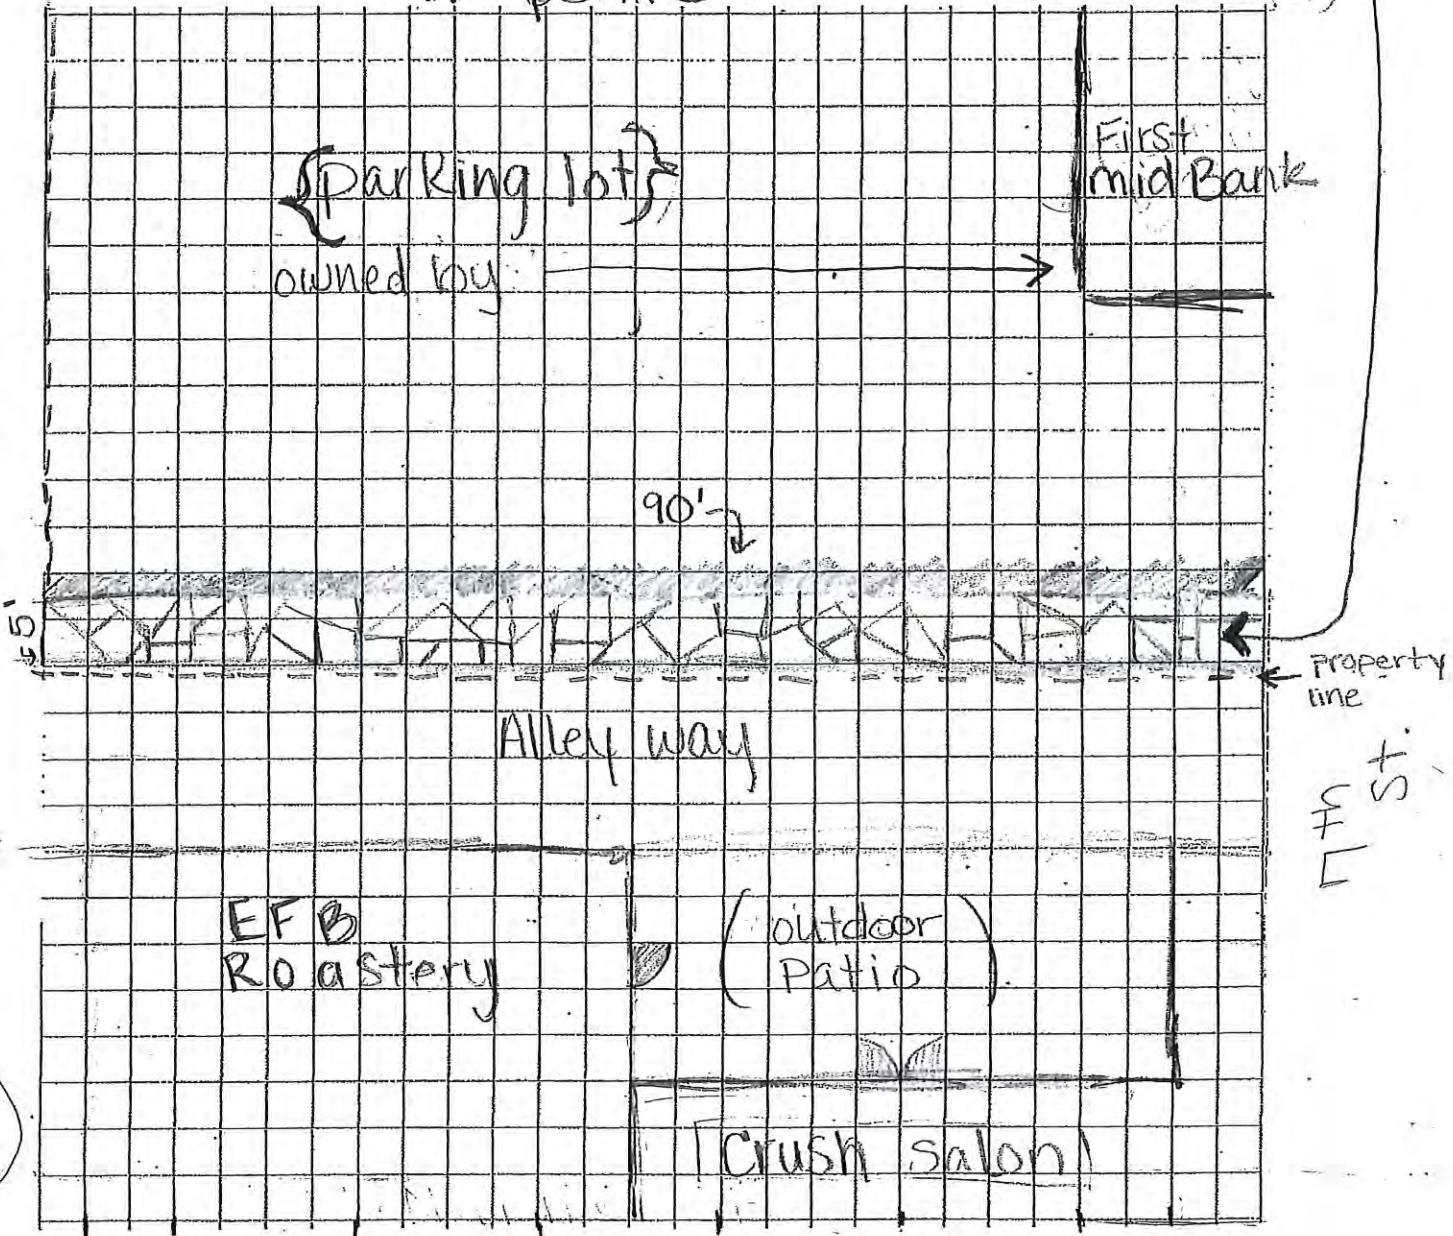 {parking lot}
owned by
First
mid Bank
90'
5'
property
line
Alley way
St.
EFB
Roastery
(outdoor
Patio)
Crush salon